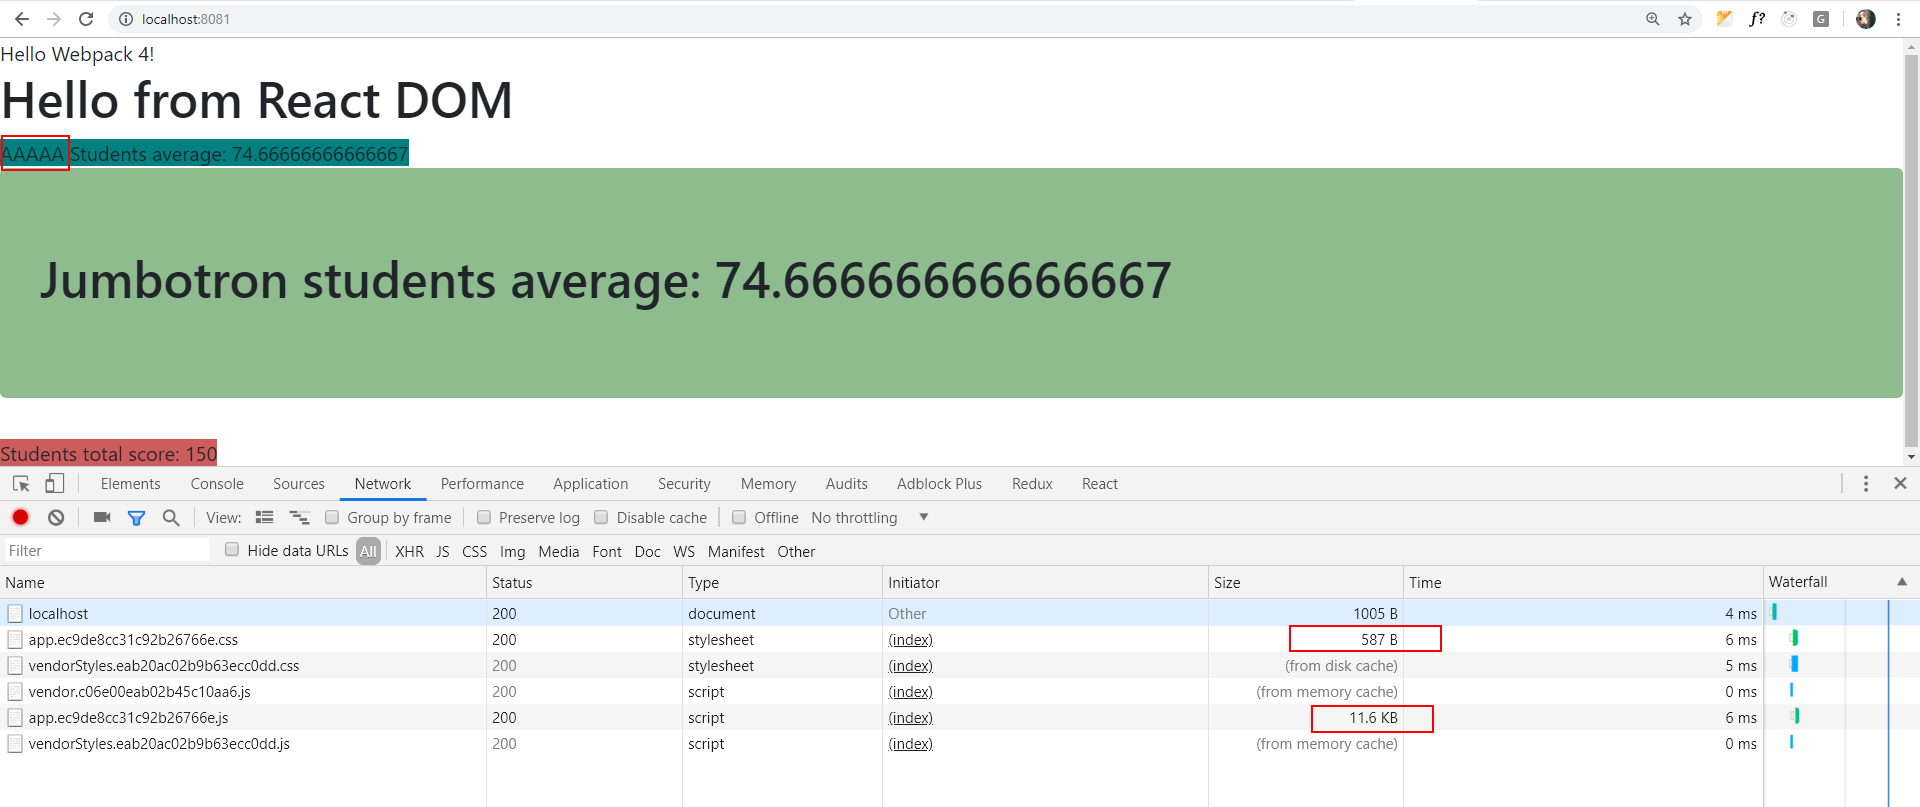 localhost:8081
f?
G
Hello Webpack 4!
Hello from React DOM
AAAAA Students average: 74.66666666666667
Jumbotron students average: 74.66666666666667
Students total score: 150
Elements Console Sources Network Performance Application Security Memory Audits Adblock Plus Redux React
View: Group by frame Preserve log Disable cache Offline No throttling
Filter Hide data URLs All XHR JS CSS Img Media Font Doc WS Manifest Other
Name Status Type Initiator Size Time Waterfall
localhost 200 document Other 1005 B 4 ms
app.ec9de8cc31c92b26766e.css 200 stylesheet (index) 587 B 6 ms
vendorStyles.eab20ac02b9b63ecc0dd.css 200 stylesheet (index) (from disk cache) 5 ms
vendor.c06e00eab02b45c10aa6.js 200 script (index) (from memory cache) 0 ms
app.ec9de8cc31c92b26766e.js 200 script (index) 11.6 KB 6 ms
vendorStyles.eab20ac02b9b63ecc0dd.js 200 script (index) (from memory cache) 0 ms